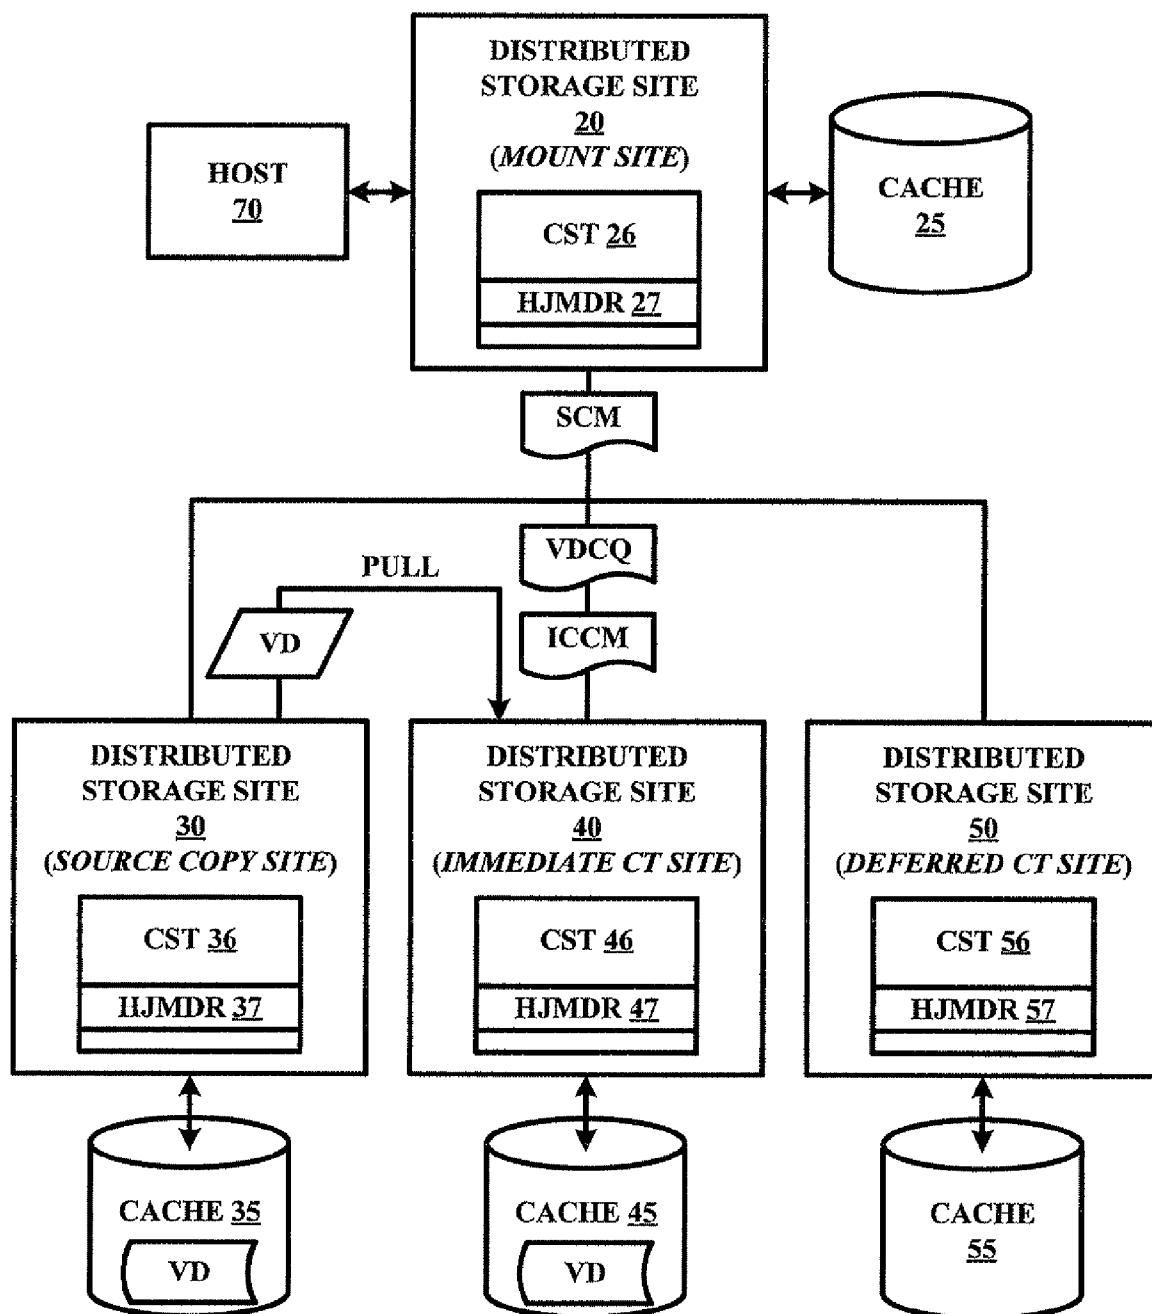 DISTRIBUTED
STORAGE SITE
20
(MOUNT SITE)
HOST
70
CACHE
25
CST 26
HJMDR 27
SCM
VDCQ
PULL
VD
ICCM
DISTRIBUTED
STORAGE SITE
30
(SOURCE COPY SITE)
CST 36
HJMDR 37
DISTRIBUTED
STORAGE SITE
40
(IMMEDIATE CT SITE)
CST 46
HJMDR 47
DISTRIBUTED
STORAGE SITE
50
(DEFERRED CT SITE)
CST 56
HJMDR 57
CACHE 35
VD
CACHE 45
VD
CACHE
55